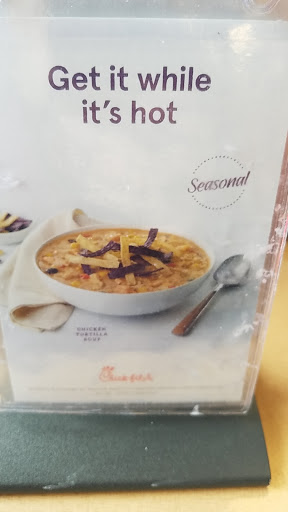 Get it while
it's hot
Seasonal
CHICKEN
TORTILLA
SOUP
Chick-fil-A